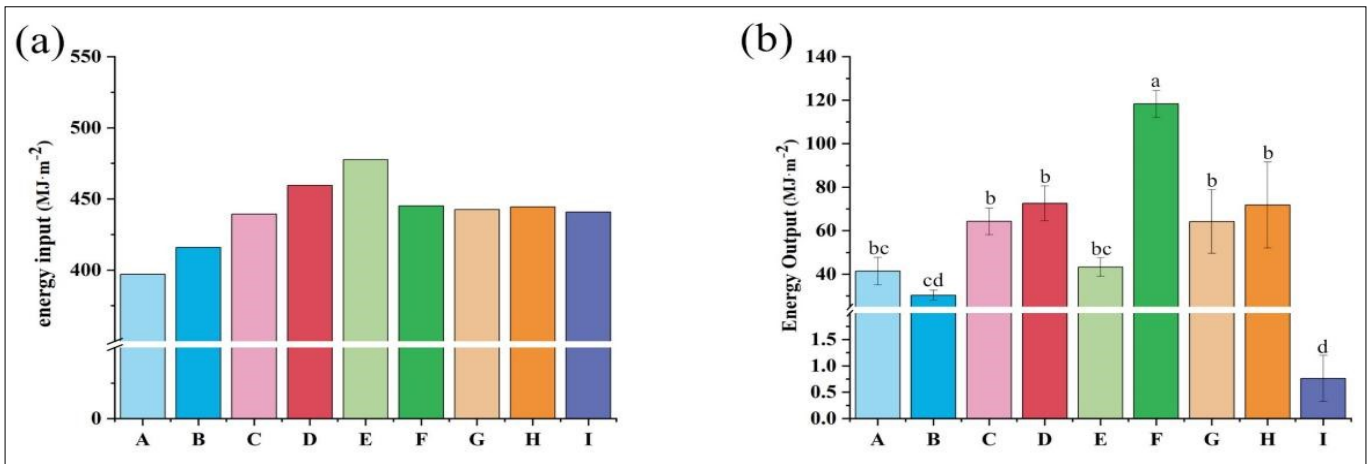 (a)
energy input (MJ·m⁻²)
550
500
450
400
0
A B C D E F G H I
(b)
Energy Output (MJ·m⁻²)
140
120
100
80
60
40
1.5
1.0
0.5
0.0
bc
cd
b
b
bc
a
b
b
d
A B C D E F G H I